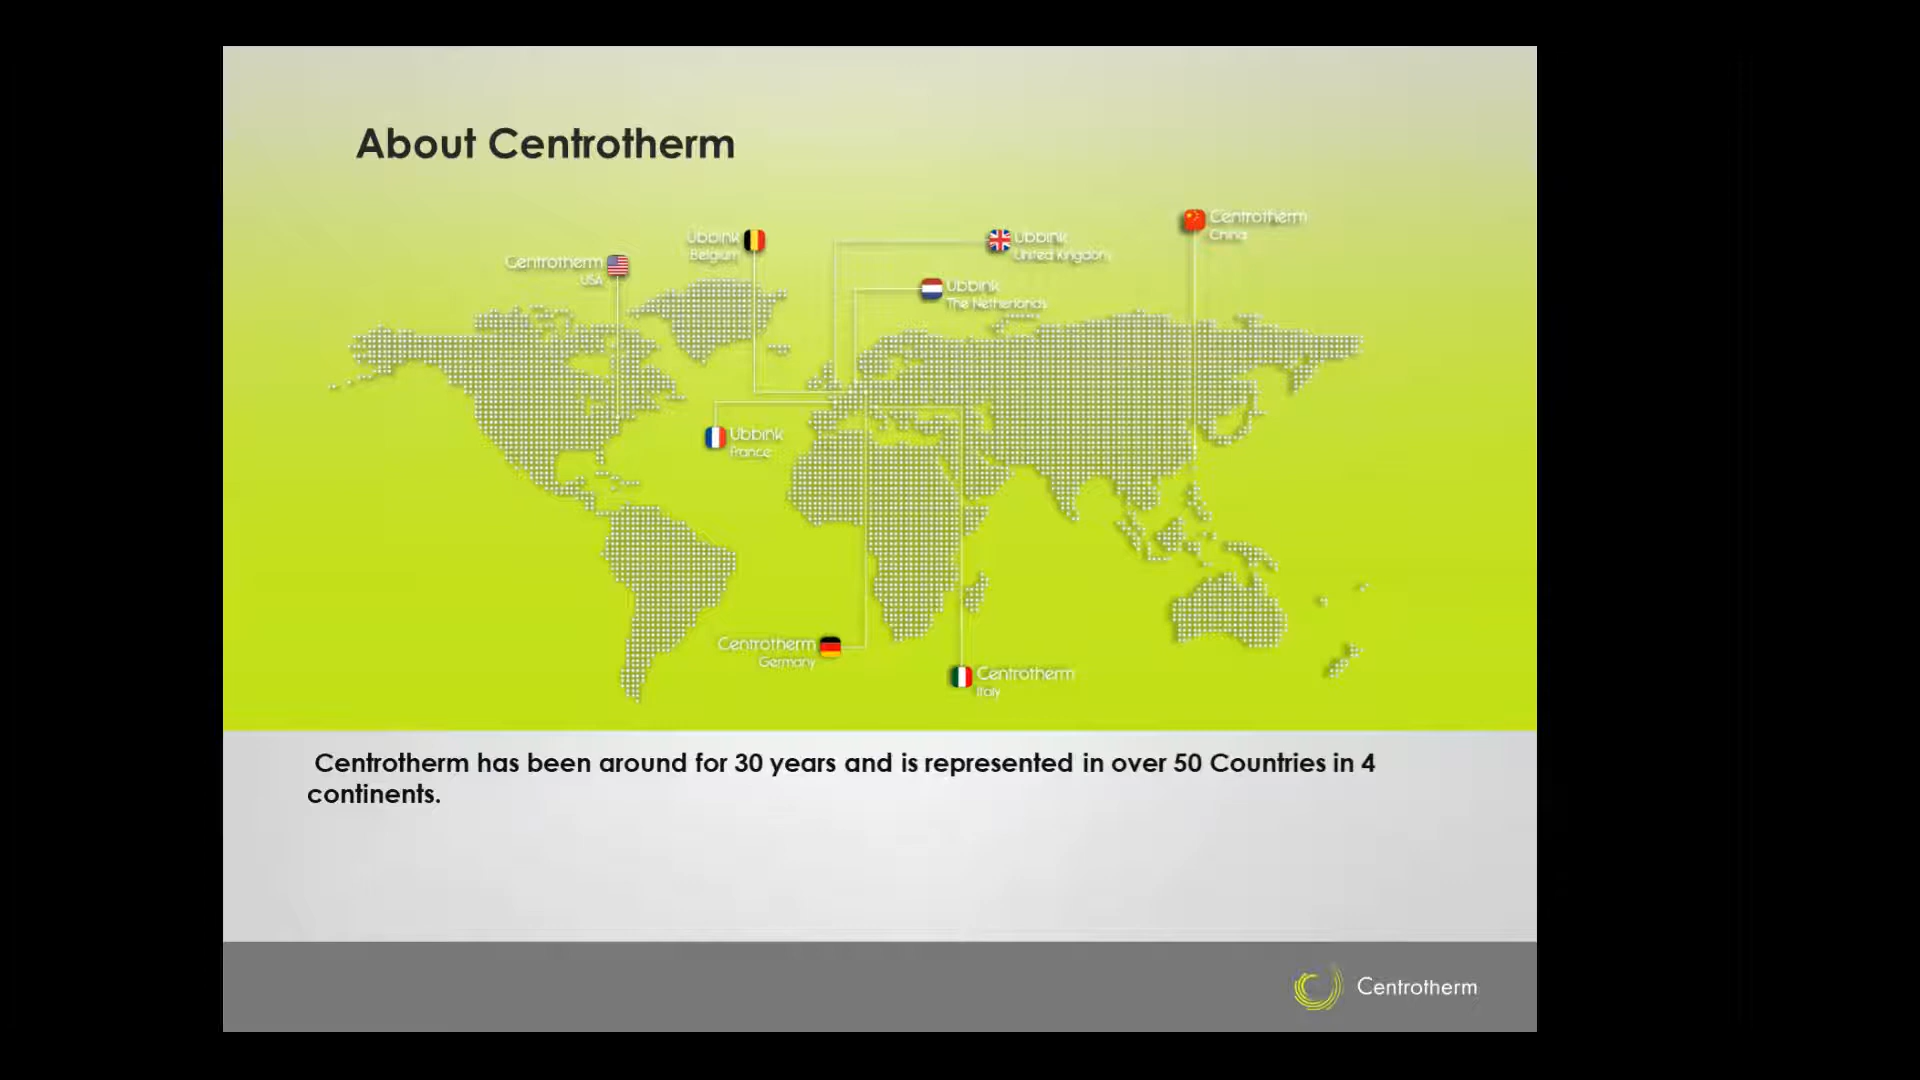 About Centrotherm
Centrotherm
China
Ubbink
Belgium
Ubbink
United Kingdom
Centrotherm
USA
Ubbink
The Netherlands
Ubbink
France
Centrotherm
Germany
Centrotherm
Italy
Centrotherm has been around for 30 years and is represented in over 50 Countries in 4
continents.
Centrotherm